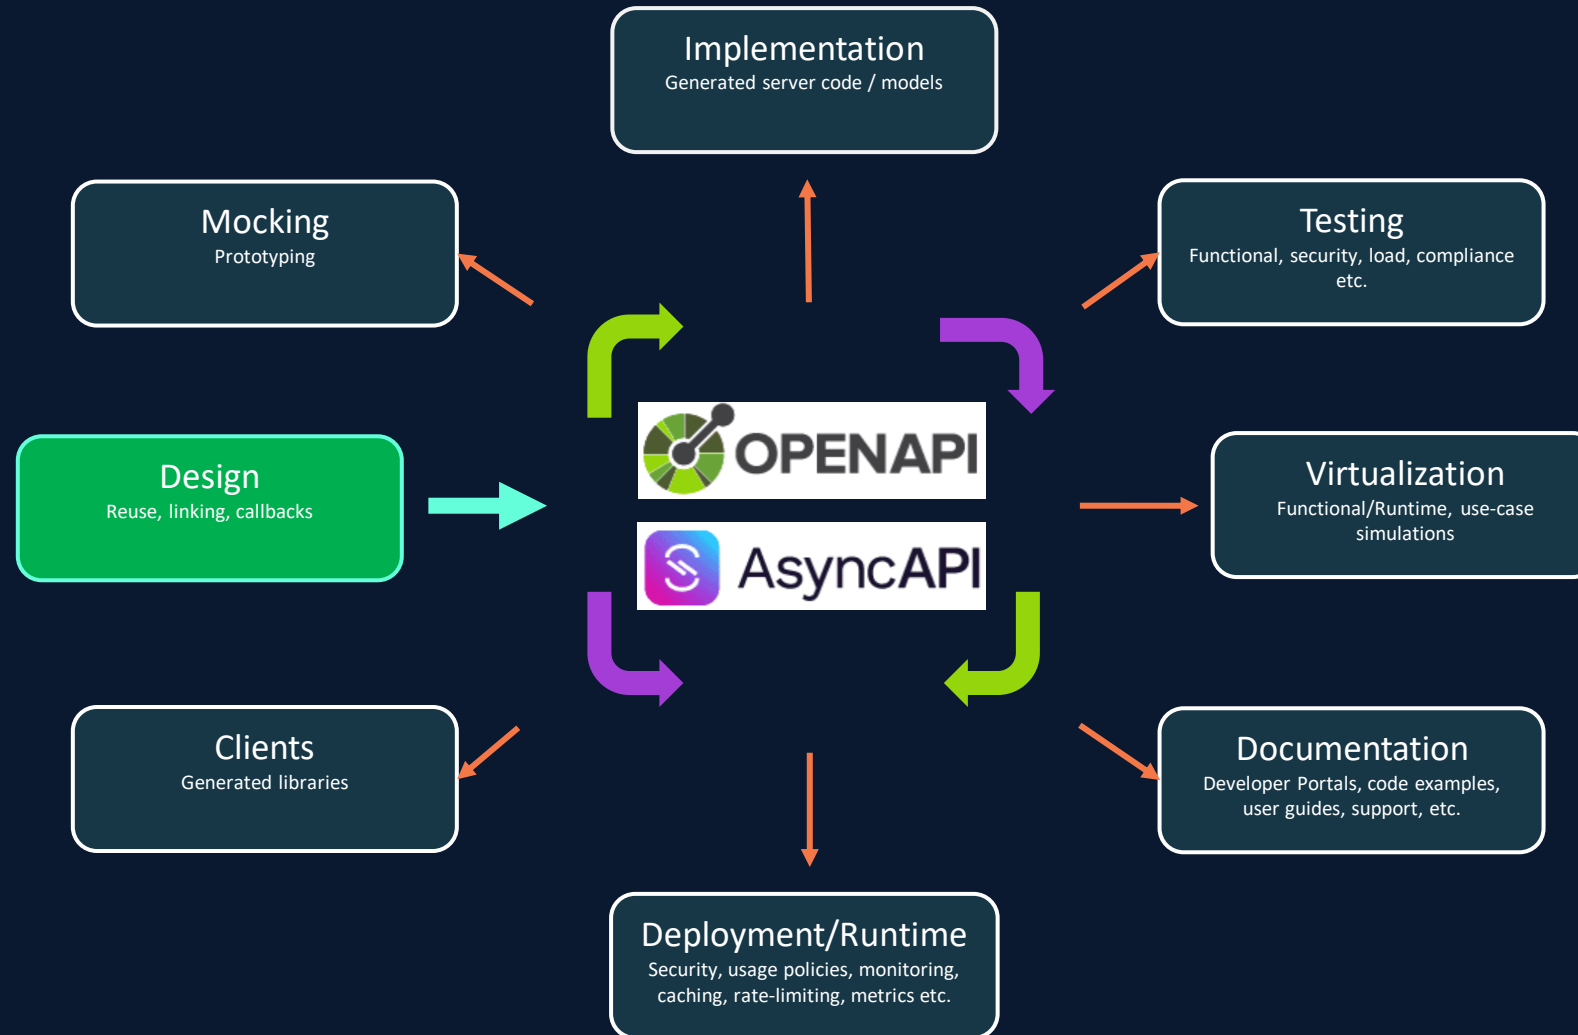 Implementation
Generated server code / models
Mocking
Prototyping
Testing
Functional, security, load, compliance
etc.
OPENAPI
Design
Reuse, linking, callbacks
Virtualization
Functional/Runtime, use-case
simulations
AsyncAPI
Clients
Generated libraries
Documentation
Developer Portals, code examples,
user guides, support, etc.
Deployment/Runtime
Security, usage policies, monitoring,
caching, rate-limiting, metrics etc.